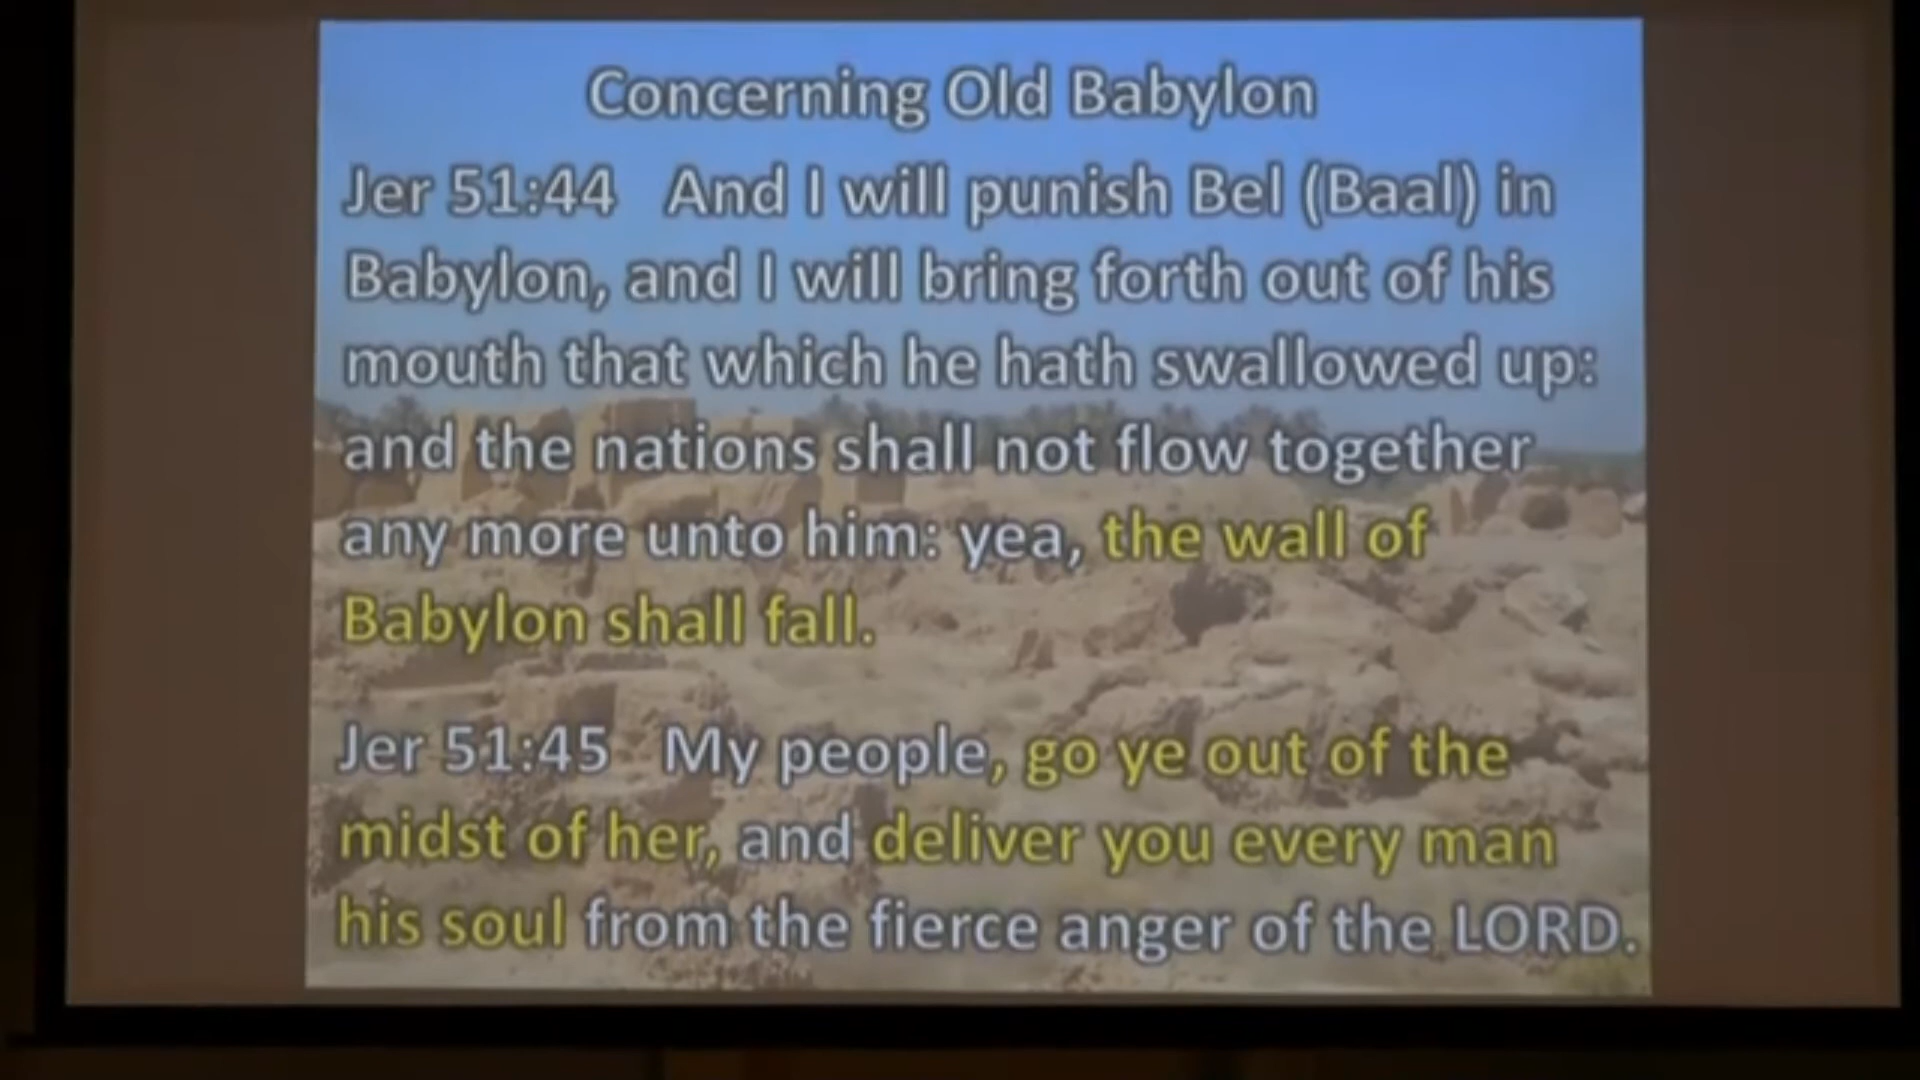 Concerning Old Babylon
Jer 51:44 And I will punish Bel (Baal) in
Babylon, and I will bring forth out of his
mouth that which he hath swallowed up:
and the nations shall not flow together
any more unto him: yea, the wall of
Babylon shall fall.
Jer 51:45 My people, go ye out of the
midst of her, and deliver you every man
his soul from the fierce anger of the LORD.